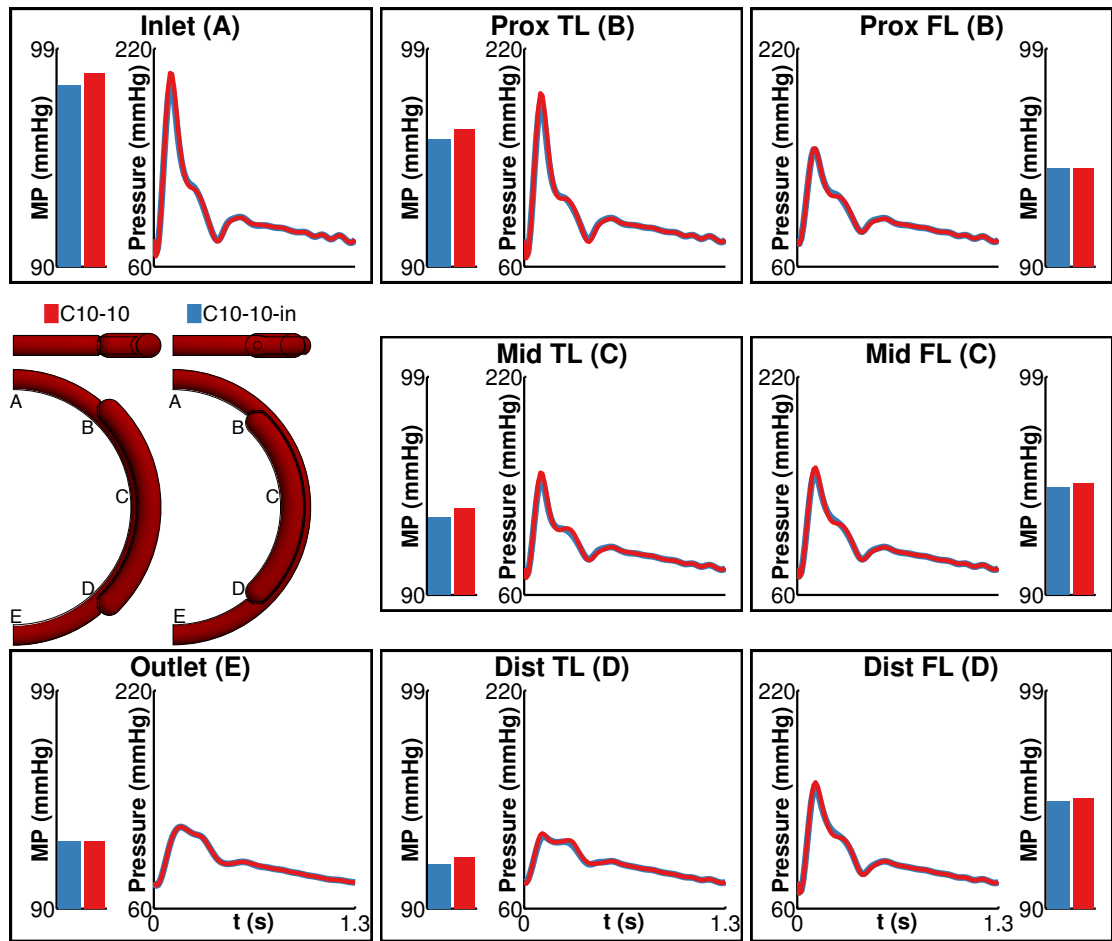 Inlet (A)
99
MP (mmHg)
90
220
Pressure (mmHg)
60
Prox TL (B)
99
MP (mmHg)
90
220
Pressure (mmHg)
60
Prox FL (B)
220
Pressure (mmHg)
60
99
MP (mmHg)
90
C10-10
C10-10-in
A
B
C
D
E
A
B
C
D
E
Mid TL (C)
99
MP (mmHg)
90
220
Pressure (mmHg)
60
Mid FL (C)
220
Pressure (mmHg)
60
99
MP (mmHg)
90
Outlet (E)
99
MP (mmHg)
90
220
Pressure (mmHg)
60
0
t (s)
1.3
Dist TL (D)
99
MP (mmHg)
90
220
Pressure (mmHg)
60
0
t (s)
1.3
Dist FL (D)
220
Pressure (mmHg)
60
0
t (s)
1.3
99
MP (mmHg)
90